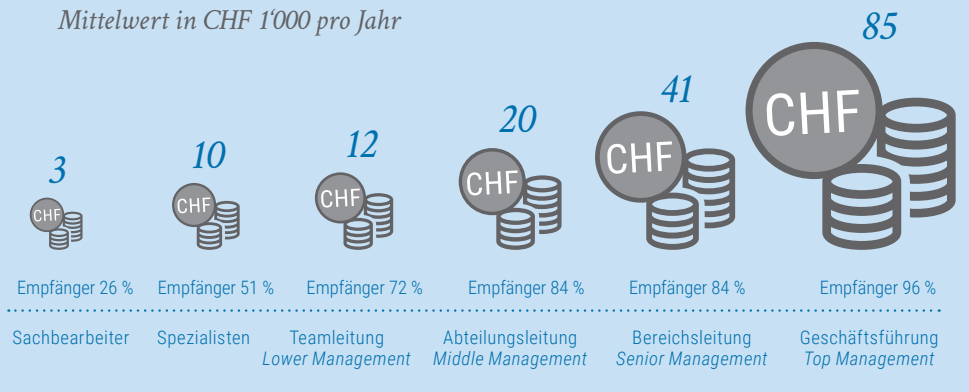 Mittelwert in CHF 1‘000 pro Jahr
3
10
12
20
41
85
CHF
CHF
CHF
CHF
CHF
CHF
Empfänger 26 %
Empfänger 51 %
Empfänger 72 %
Empfänger 84 %
Empfänger 84 %
Empfänger 96 %
Sachbearbeiter
Spezialisten
Teamleitung
Lower Management
Abteilungsleitung
Middle Management
Bereichsleitung
Senior Management
Geschäftsführung
Top Management